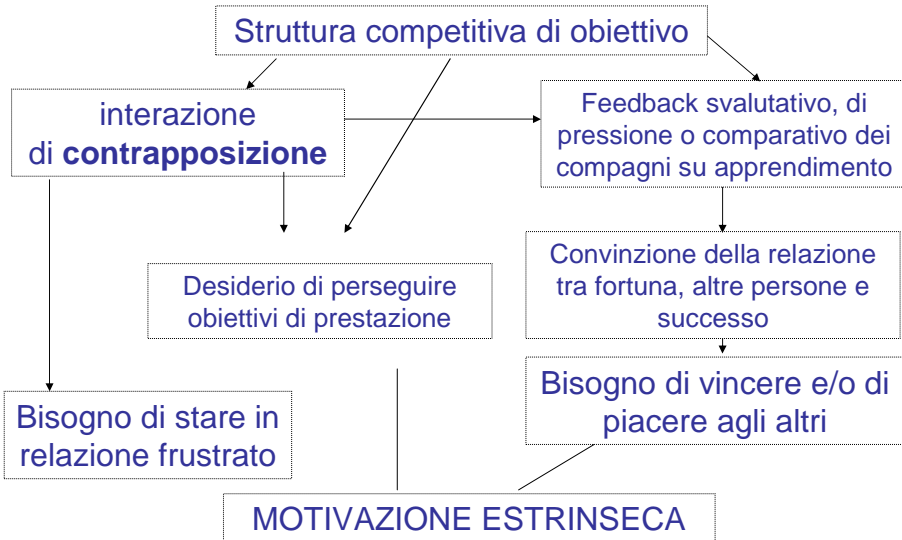 Struttura competitiva di obiettivo
interazione
di contrapposizione
Feedback svalutativo, di
pressione o comparativo dei
compagni su apprendimento
Desiderio di perseguire
obiettivi di prestazione
Convinzione della relazione
tra fortuna, altre persone e
successo
Bisogno di stare in
relazione frustrato
Bisogno di vincere e/o di
piacere agli altri
MOTIVAZIONE ESTRINSECA